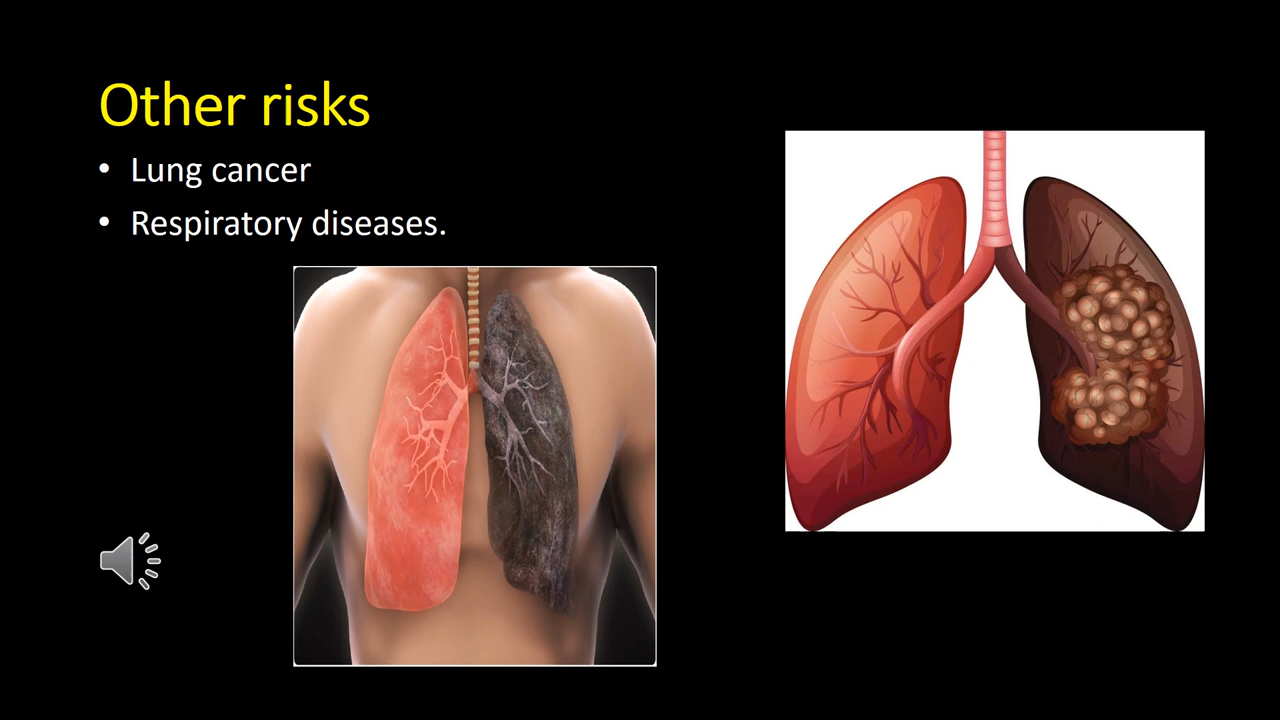 Other risks
• Lung cancer
• Respiratory diseases.